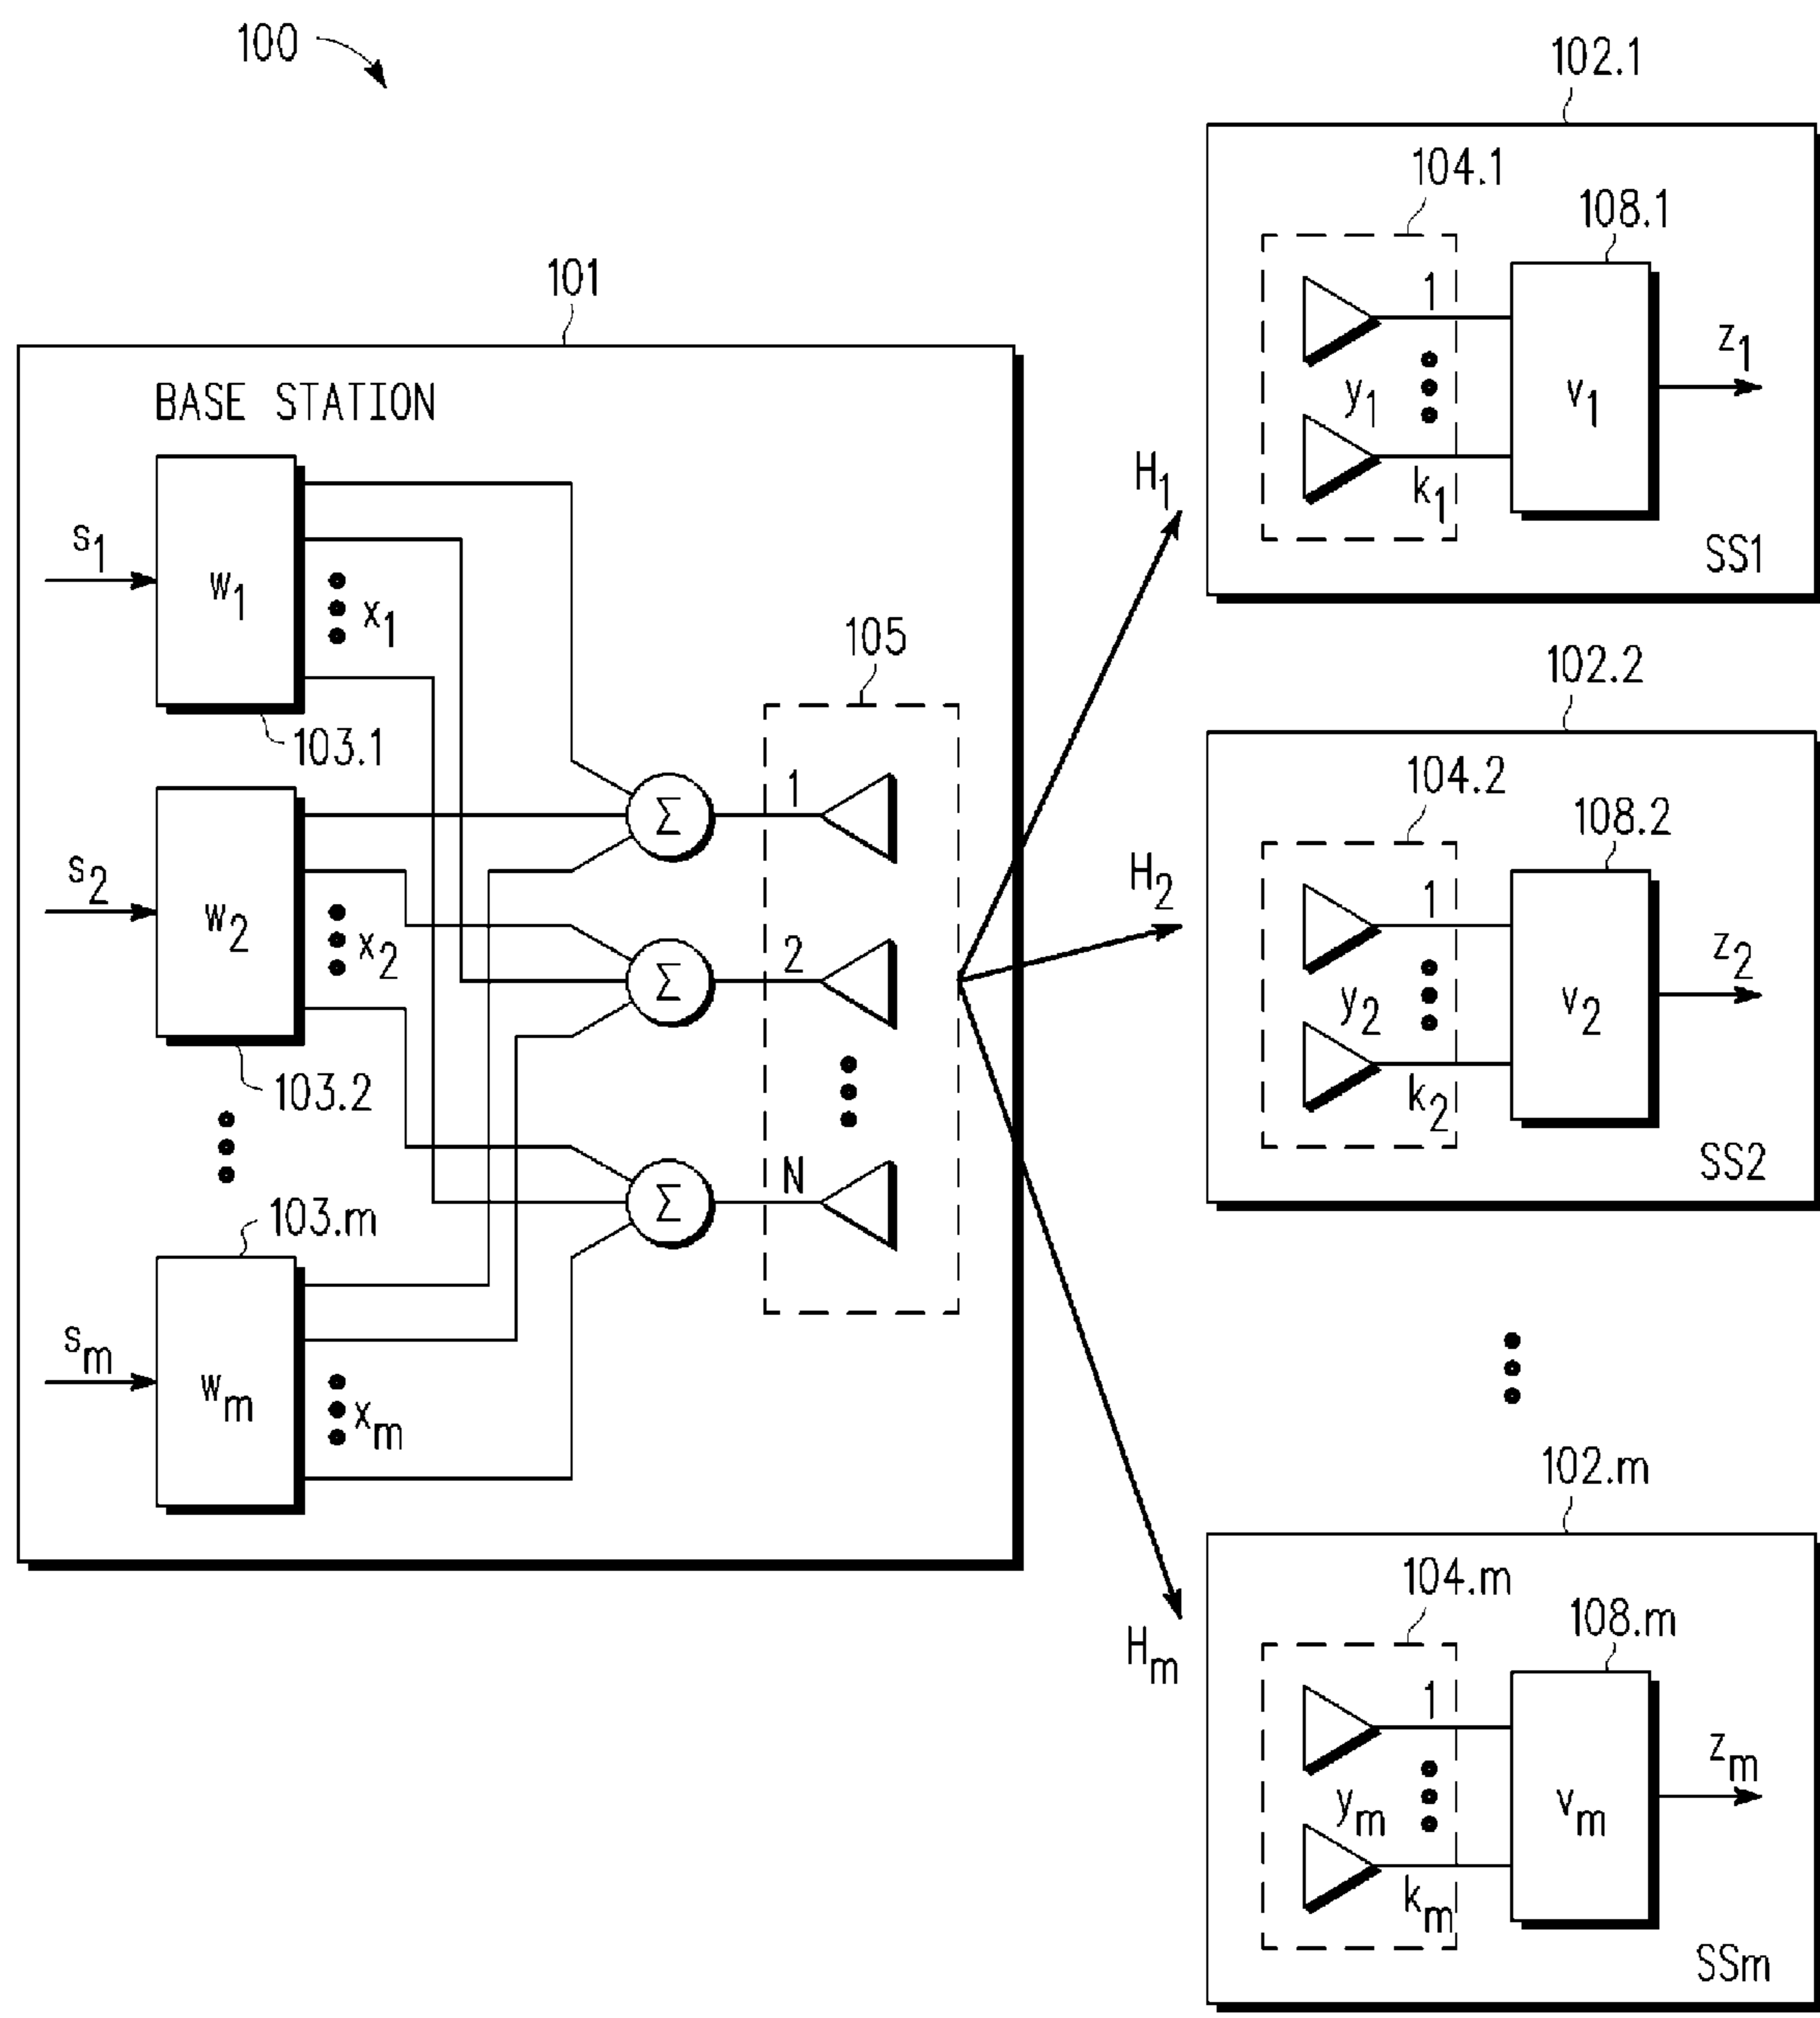 100
101
BASE STATION
s1
w1
x1
103.1
s2
w2
x2
103.2
103.m
sm
wm
xm
Σ
Σ
Σ
105
1
2
N
H1
H2
Hm
102.1
104.1
108.1
1
y1
k1
v1
z1
SS1
102.2
104.2
108.2
1
y2
k2
v2
z2
SS2
102.m
104.m
108.m
1
ym
km
vm
zm
SSm